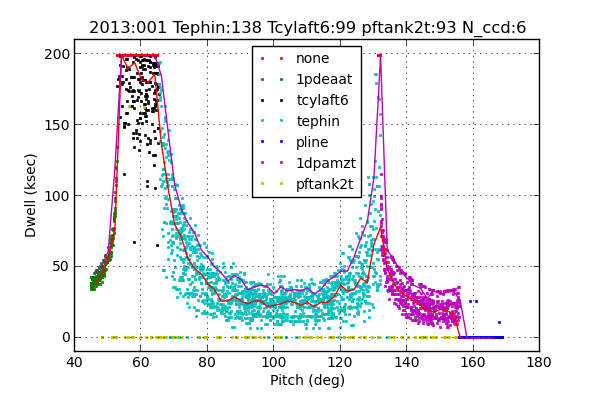 2013:001 Tephin:138 Tcylaft6:99 pftank2t:93 N_ccd:6
Dwell (ksec)
200
150
100
50
0
none
1pdeaat
tcylaft6
tephin
pline
1dpamzt
pftank2t
40 60 80 100 120 140 160 180
Pitch (deg)